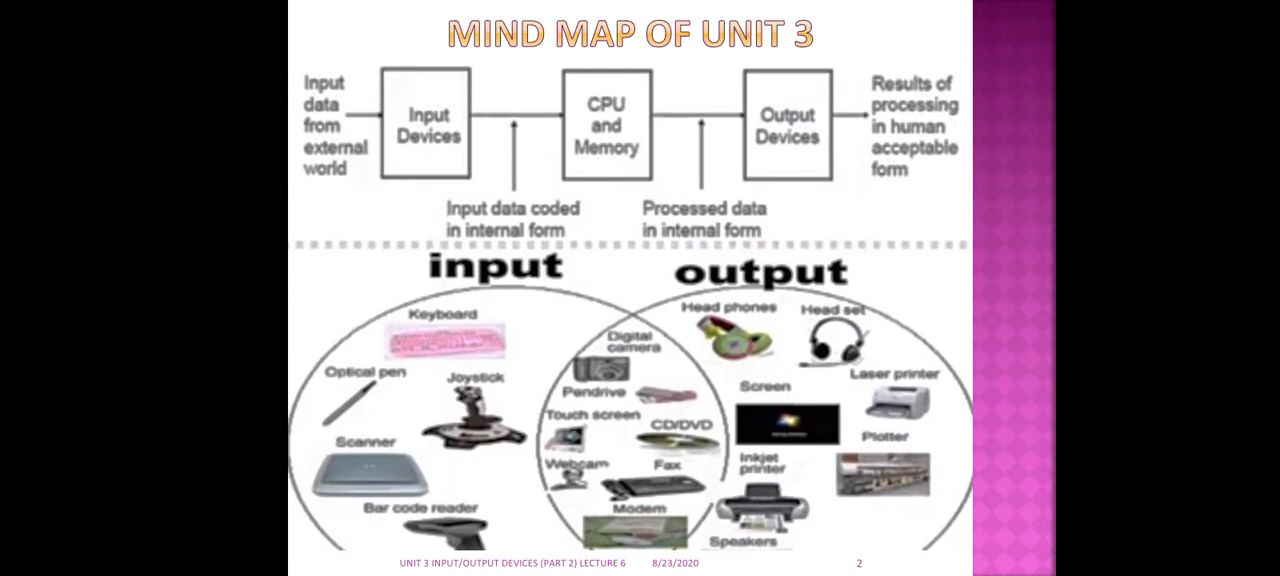 MIND MAP OF UNIT 3
Input
data
from
external
world
Input
Devices
CPU
and
Memory
Output
Devices
Results of
processing
in human
acceptable
form
Input data coded
in internal form
Processed data
in internal form
input
output
Keyboard
Optical pen
Joystick
Scanner
Bar code reader
Digital
camera
Pendrive
Touch screen
CD/DVD
Webcam
Fax
Modem
Head phones
Head set
Screen
Laser printer
Plotter
Inkjet
printer
Speakers
UNIT 3 INPUT/OUTPUT DEVICES (PART 2) LECTURE 6
8/23/2020
2